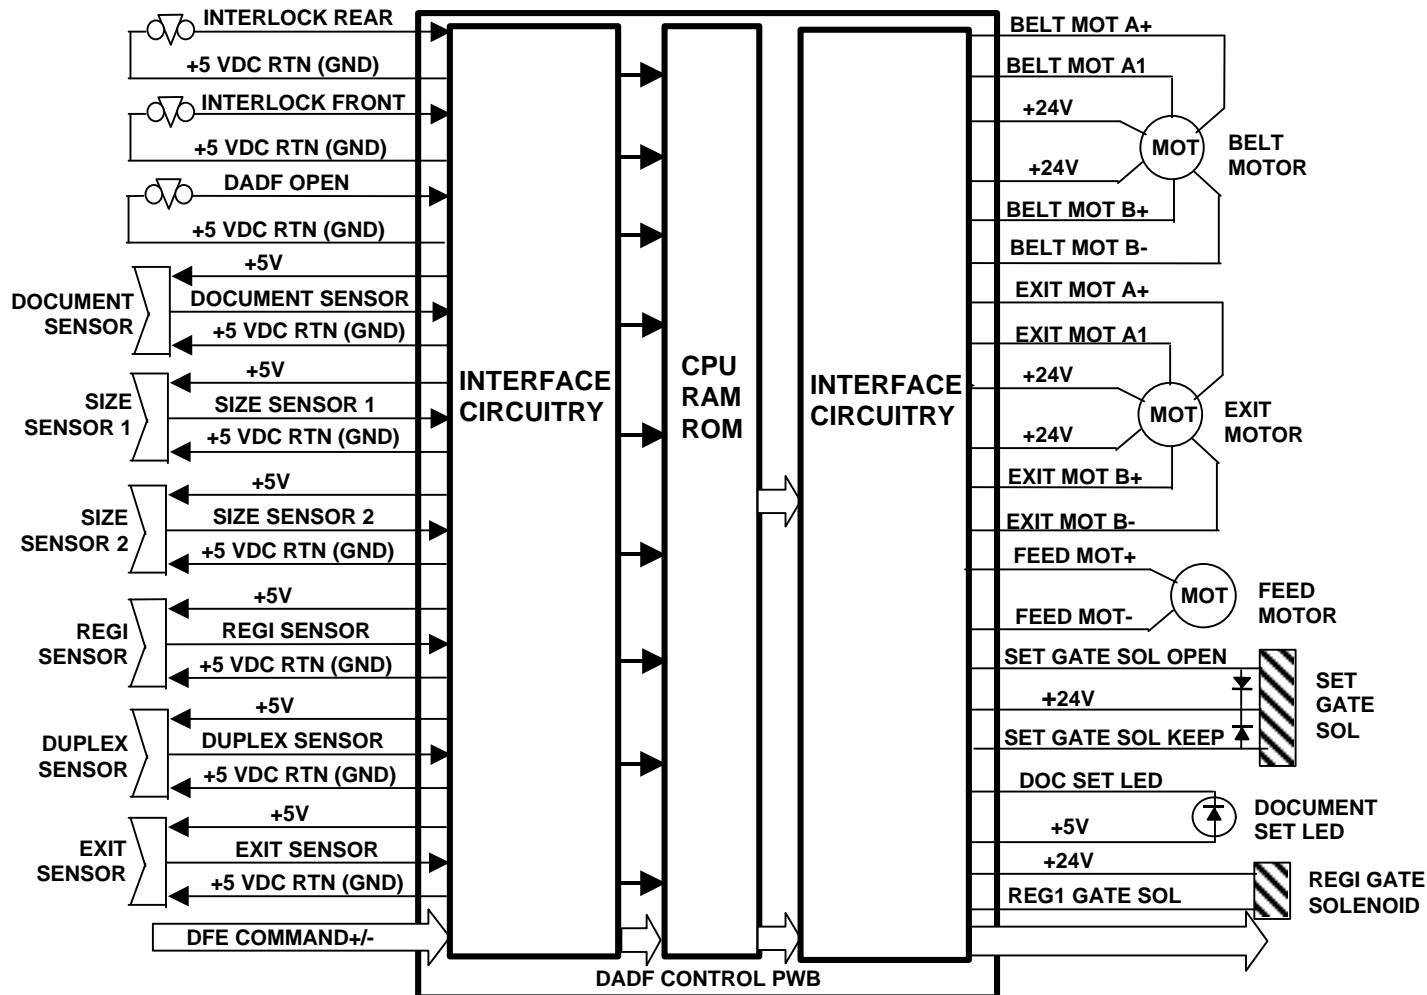 INTERLOCK REAR
+5 VDC RTN (GND)
INTERLOCK FRONT
+5 VDC RTN (GND)
DADF OPEN
+5 VDC RTN (GND)
+5V
DOCUMENT SENSOR
+5 VDC RTN (GND)
DOCUMENT
SENSOR
+5V
SIZE SENSOR 1
+5 VDC RTN (GND)
SIZE
SENSOR 1
+5V
SIZE SENSOR 2
+5 VDC RTN (GND)
SIZE
SENSOR 2
+5V
REGI SENSOR
+5 VDC RTN (GND)
REGI
SENSOR
+5V
DUPLEX SENSOR
+5 VDC RTN (GND)
DUPLEX
SENSOR
+5V
EXIT SENSOR
+5 VDC RTN (GND)
EXIT
SENSOR
DFE COMMAND+/-
INTERFACE
CIRCUITRY
CPU
RAM
ROM
INTERFACE
CIRCUITRY
DADF CONTROL PWB
BELT MOT A+
BELT MOT A1
+24V
+24V
BELT MOT B+
BELT MOT B-
MOT
BELT
MOTOR
EXIT MOT A+
EXIT MOT A1
+24V
+24V
EXIT MOT B+
EXIT MOT B-
MOT
EXIT
MOTOR
FEED MOT+
FEED MOT-
MOT
FEED
MOTOR
SET GATE SOL OPEN
+24V
SET GATE SOL KEEP
SET
GATE
SOL
DOC SET LED
+5V
DOCUMENT
SET LED
+24V
REG1 GATE SOL
REGI GATE
SOLENOID